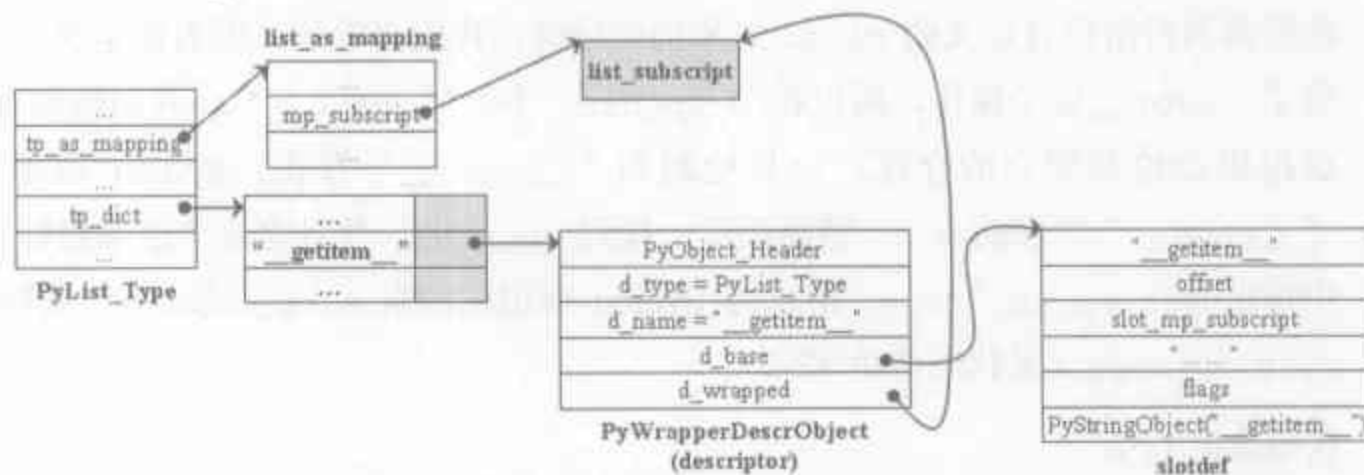 list_as_mapping
mp_subscript
...
list_subscript
...
tp_as_mapping
...
tp_dict
...
PyList_Type
...
"__getitem__"
...
PyObject_Header
d_type = PyList_Type
d_name = "__getitem__"
d_base
d_wrapped
PyWrapperDescrObject
(descriptor)
"__getitem__"
offset
slot_mp_subscript
"...."
flags
PyStringObject("__getitem__")
slotdef